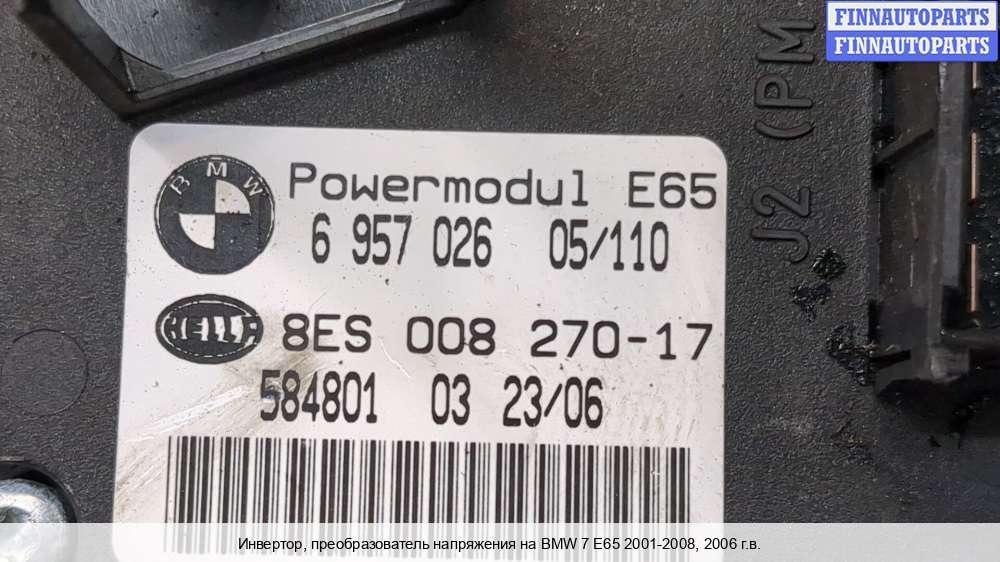 FINNAUTOPARTS
FINNAUTOPARTS
J2 (PM
BMW
Powermodul E65
6 957 026 05/110
HELLA
8ES 008 270-17
584801 03 23/06
Инвертор, преобразователь напряжения на BMW 7 E65 2001-2008, 2006 г.в.